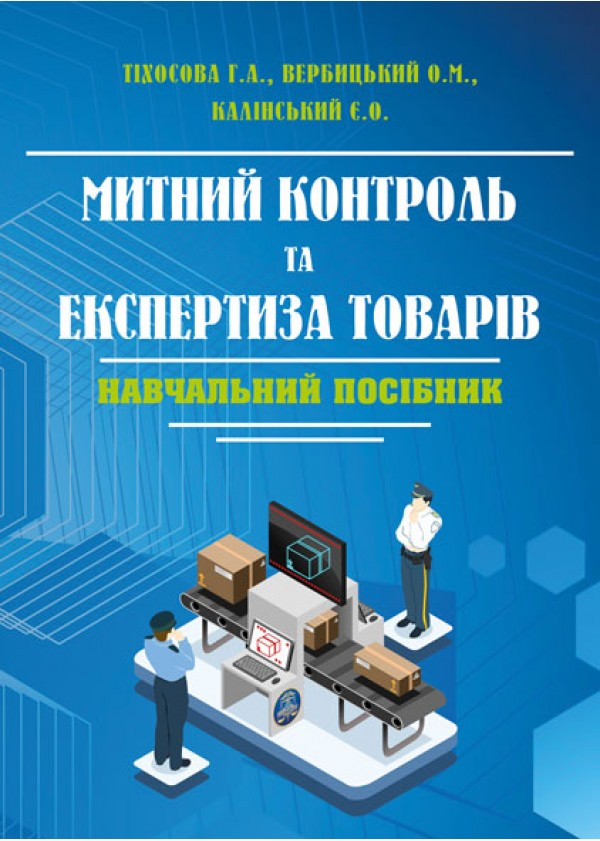 ТІХОСОВА Г.А., ВЕРБИЦЬКИЙ О.М.,
КАЛІНСЬКИЙ Є.О.
МИТНИЙ КОНТРОЛЬ
ТА
ЕКСПЕРТИЗА ТОВАРІВ
НАВЧАЛЬНИЙ ПОСІБНИК